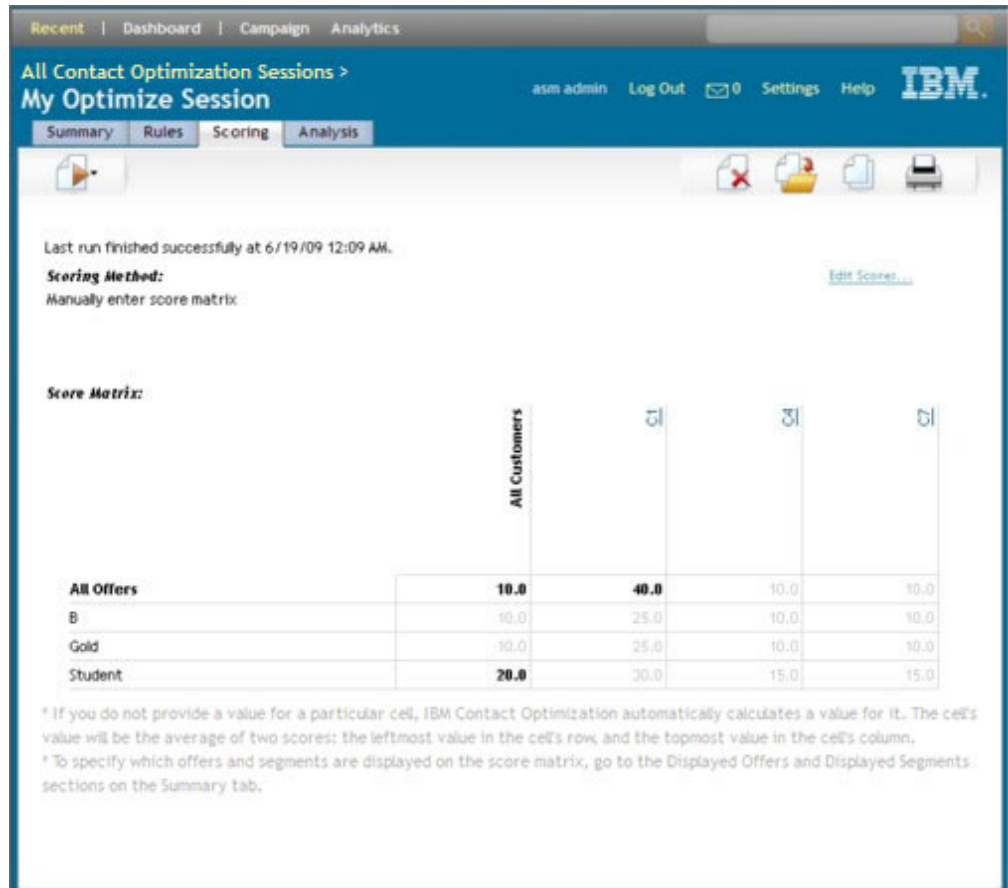 Recent | Dashboard | Campaign Analytics
All Contact Optimization Sessions >
My Optimize Session
asm admin Log Out 0 Settings Help IBM.
Summary Rules Scoring Analysis
Last run finished successfully at 6/19/09 12:09 AM.
Scoring Method:
Edit Scores...
Manually enter score matrix
Score Matrix:
All Customers C1 C4 C7
All Offers 10.0 40.0 10.0 10.0
B 10.0 25.0 10.0 10.0
Gold 10.0 25.0 10.0 10.0
Student 20.0 30.0 15.0 15.0
* If you do not provide a value for a particular cell, IBM Contact Optimization automatically calculates a value for it. The cell's
value will be the average of two scores: the leftmost value in the cell's row, and the topmost value in the cell's column.
* To specify which offers and segments are displayed on the score matrix, go to the Displayed Offers and Displayed Segments
sections on the Summary tab.